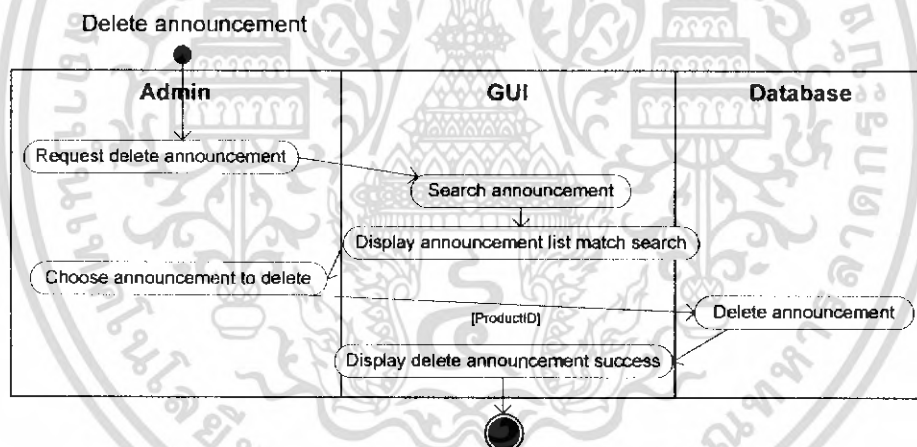 Delete announcement
Admin
GUI
Database
Request delete announcement
Search announcement
Display announcement list match search
Choose announcement to delete
[ProductID]
Delete announcement
Display delete announcement success